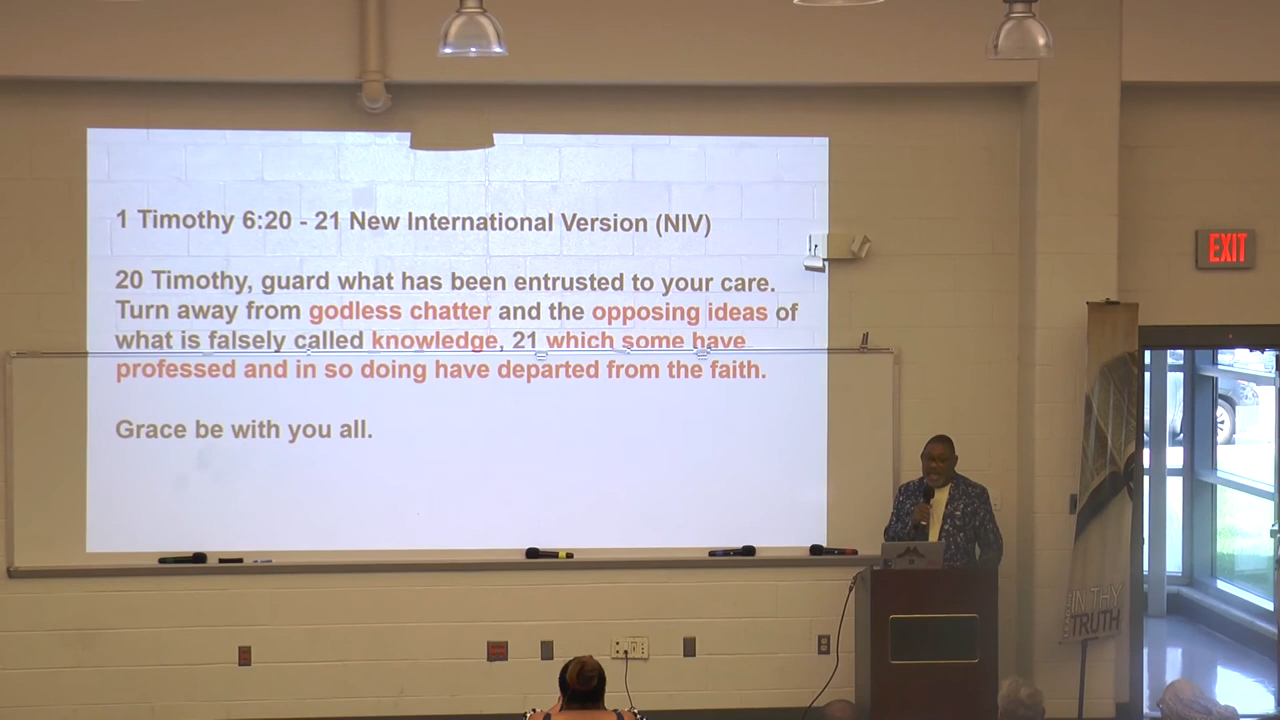 1 Timothy 6:20 - 21 New International Version (NIV)
20 Timothy, guard what has been entrusted to your care.
Turn away from godless chatter and the opposing ideas of
what is falsely called knowledge, 21 which some have
professed and in so doing have departed from the faith.
Grace be with you all.
EXIT
IN THY
TRUTH